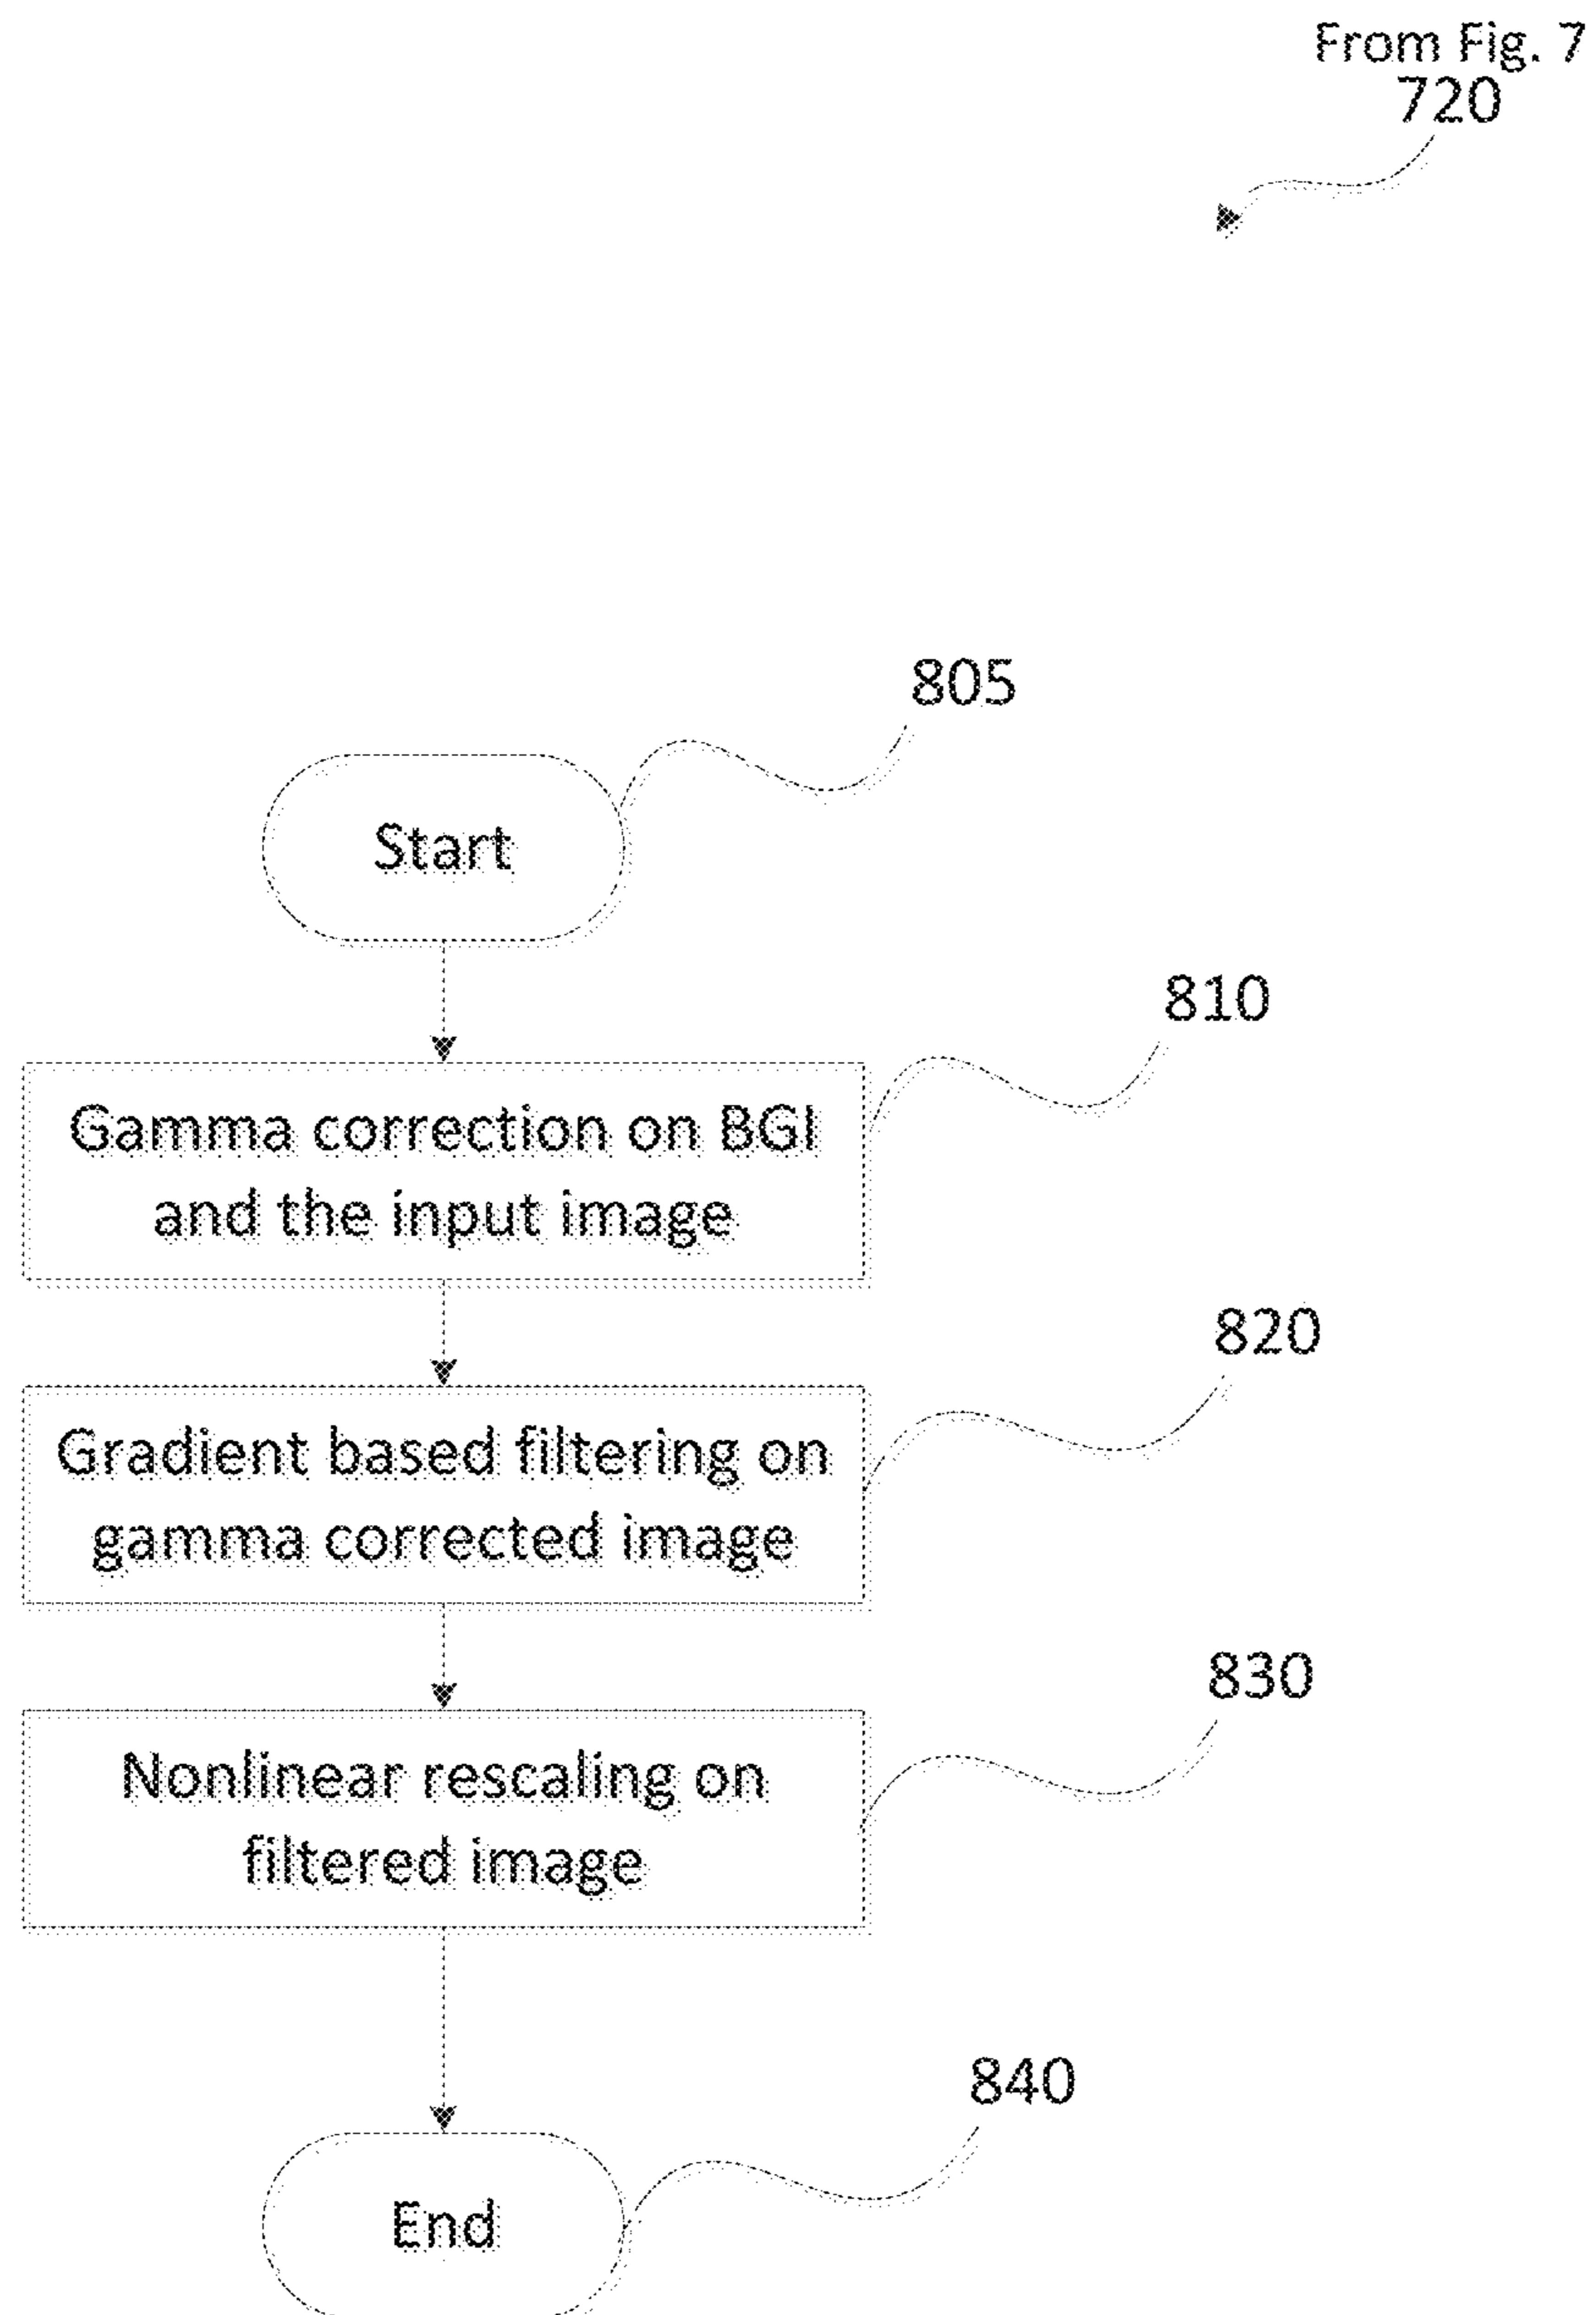 From Fig. 7
720
805
Start
810
Gamma correction on BGI
and the input image
820
Gradient based filtering on
gamma corrected image
830
Nonlinear rescaling on
filtered image
840
End